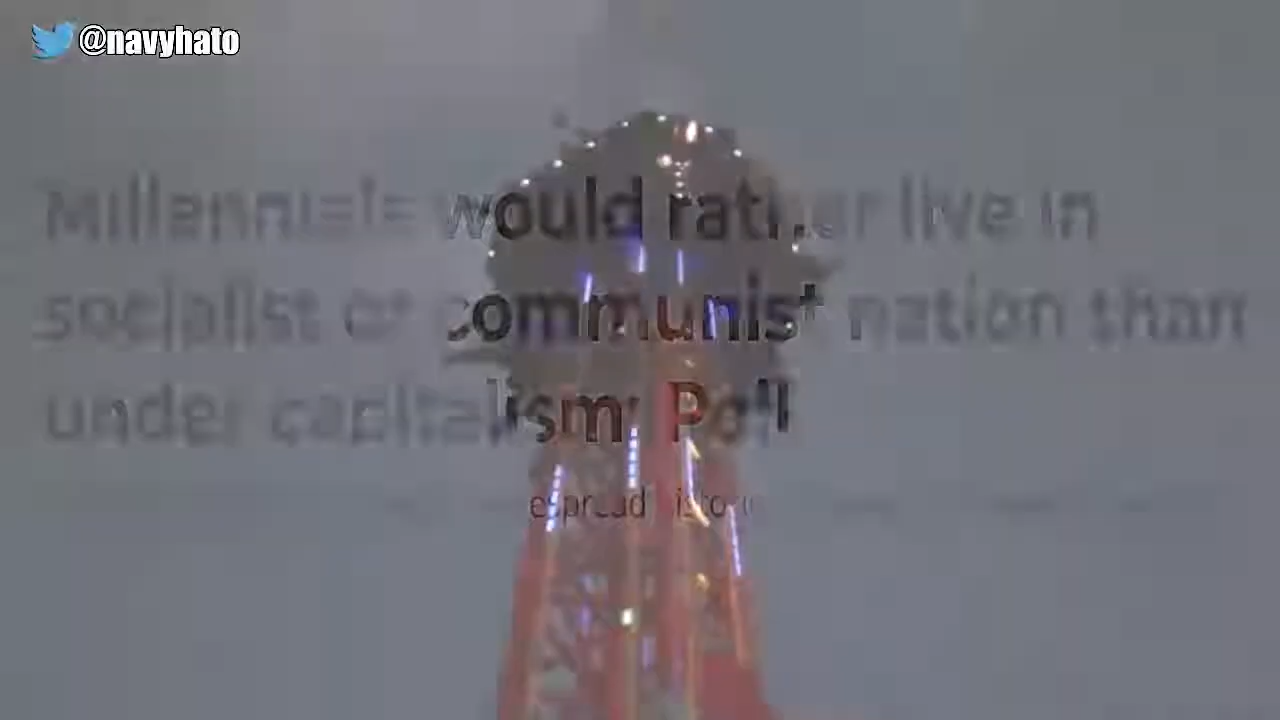 @navyhato
Millennials would rather live in
socialist or communist nation than
under capitalism: Poll